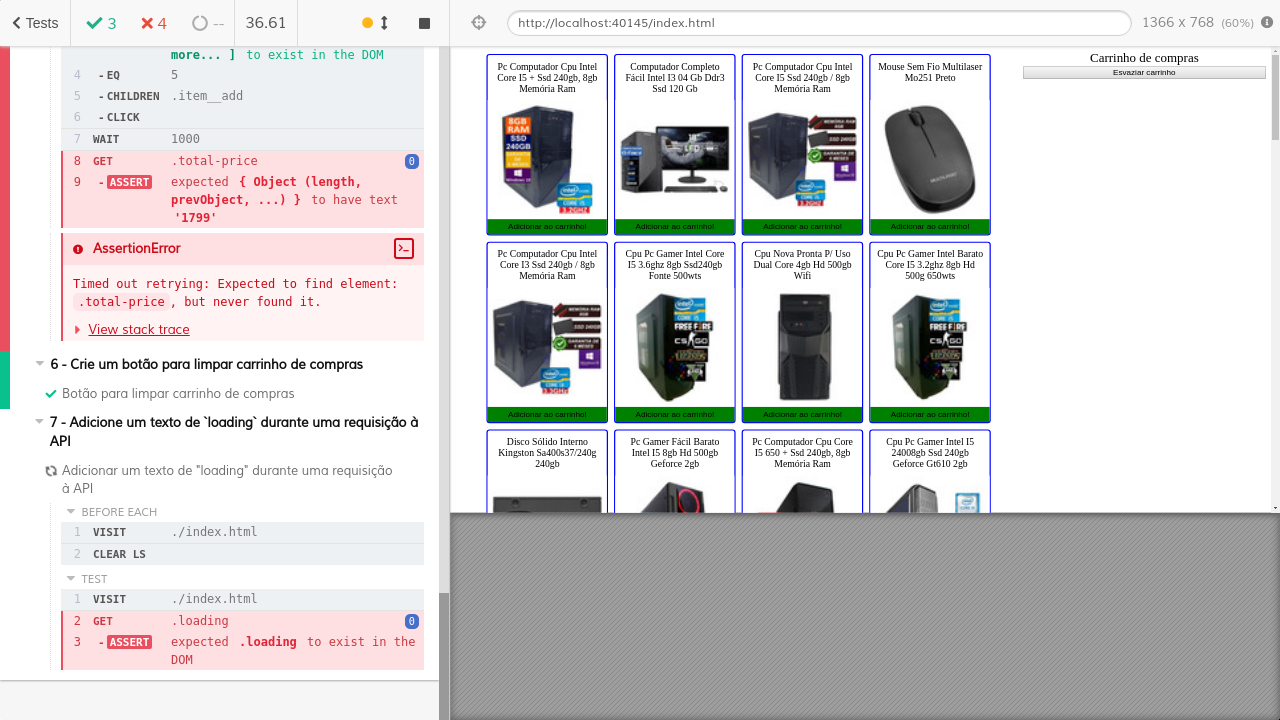 Tests
3
4
--
36.61
http://localhost:40145/index.html
1366 x 768 (60%)
more... ] to exist in the DOM
4 - EQ 5
5 - CHILDREN .item__add
6 - CLICK
7 WAIT 1000
8 GET .total-price 0
9 - ASSERT expected { Object (length,
prevObject, ...) } to have text
'1799'
AssertionError
Timed out retrying: Expected to find element:
.total-price , but never found it.
View stack trace
6 - Crie um botão para limpar carrinho de compras
Botão para limpar carrinho de compras
7 - Adicione um texto de `loading` durante uma requisição à
API
Adicionar um texto de "loading" durante uma requisição
à API
BEFORE EACH
1 VISIT ./index.html
2 CLEAR LS
TEST
1 VISIT ./index.html
2 GET .loading 0
3 - ASSERT expected .loading to exist in the
DOM
Pc Computador Cpu Intel
Core I5 + Ssd 240gb, 8gb
Memória Ram
8GB
RAM
SSD
240GB
Adicionar ao carrinho!
Computador Completo
Fácil Intel I3 04 Gb Ddr3
Ssd 120 Gb
Adicionar ao carrinho!
Pc Computador Cpu Intel
Core I5 Ssd 240gb / 8gb
Memória Ram
Adicionar ao carrinho!
Mouse Sem Fio Multilaser
Mo251 Preto
Adicionar ao carrinho!
Carrinho de compras
Esvaziar carrinho
Pc Computador Cpu Intel
Core I3 Ssd 240gb / 8gb
Memória Ram
Adicionar ao carrinho!
Cpu Pc Gamer Intel Core
I5 3.6ghz 8gb Ssd240gb
Fonte 500wts
FREE FIRE
CS:GO
Adicionar ao carrinho!
Cpu Nova Pronta P/ Uso
Dual Core 4gb Hd 500gb
Wifi
Adicionar ao carrinho!
Cpu Pc Gamer Intel Barato
Core I5 3.2ghz 8gb Hd
500g 650wts
FREE FIRE
CS:GO
Adicionar ao carrinho!
Disco Sólido Interno
Kingston Sa400s37/240g
240gb
Pc Gamer Fácil Barato
Intel I5 8gb Hd 500gb
Geforce 2gb
Pc Computador Cpu Core
I5 650 + Ssd 240gb, 8gb
Memória Ram
Cpu Pc Gamer Intel I5
24008gb Ssd 240gb
Geforce Gt610 2gb